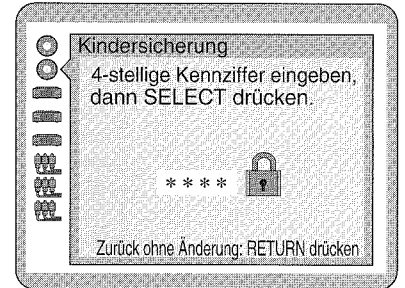 Kindersicherung
4-stellige Kennziffer eingeben,
dann SELECT drücken.
* * * *
Zurück ohne Änderung: RETURN drücken